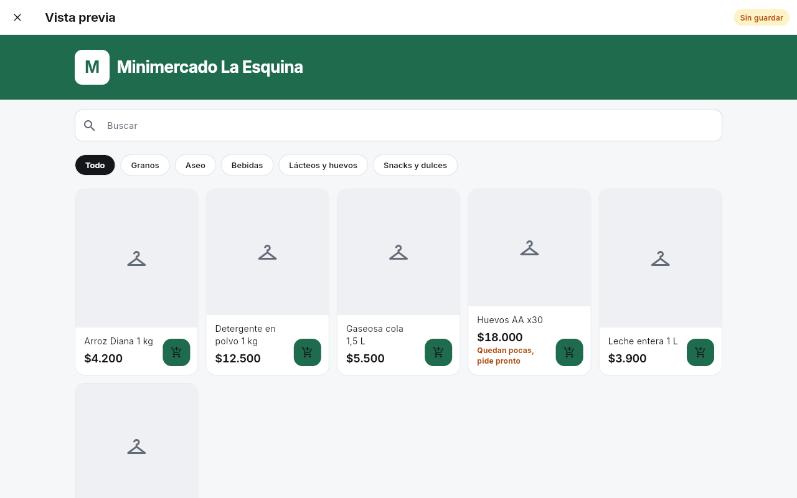 Vista previa
Sin guardar
M
Minimercado La Esquina
Buscar
Todo
Granos
Aseo
Bebidas
Lácteos y huevos
Snacks y dulces
Arroz Diana 1 kg
$4.200
Detergente en
polvo 1 kg
$12.500
Gaseosa cola
1,5 L
$5.500
Huevos AA x30
$18.000
Quedan pocas,
pide pronto
Leche entera 1 L
$3.900